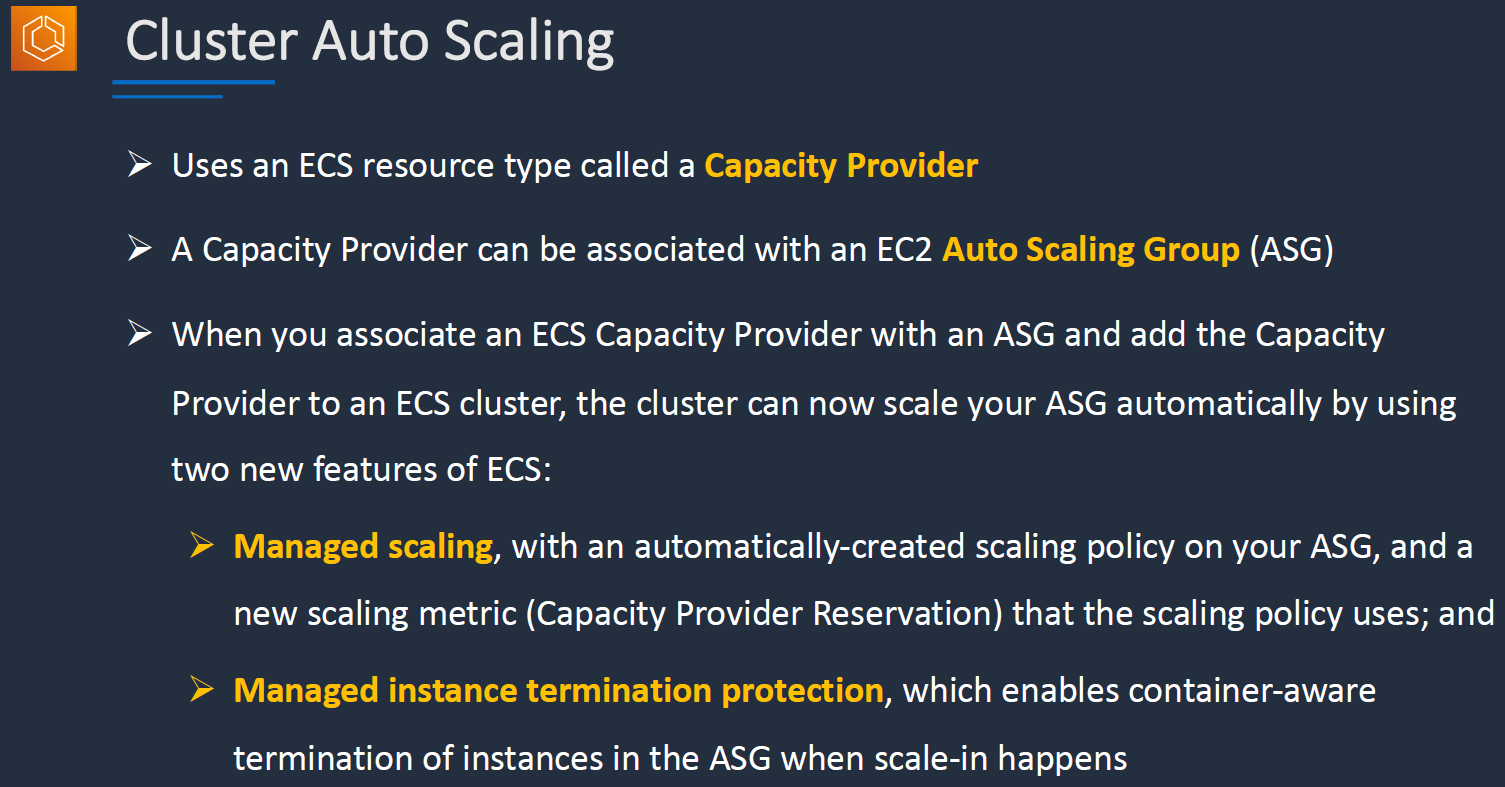 Cluster Auto Scaling
➢ Uses an ECS resource type called a Capacity Provider
➢ A Capacity Provider can be associated with an EC2 Auto Scaling Group (ASG)
➢ When you associate an ECS Capacity Provider with an ASG and add the Capacity
Provider to an ECS cluster, the cluster can now scale your ASG automatically by using
two new features of ECS:
➢ Managed scaling, with an automatically-created scaling policy on your ASG, and a
new scaling metric (Capacity Provider Reservation) that the scaling policy uses; and
➢ Managed instance termination protection, which enables container-aware
termination of instances in the ASG when scale-in happens